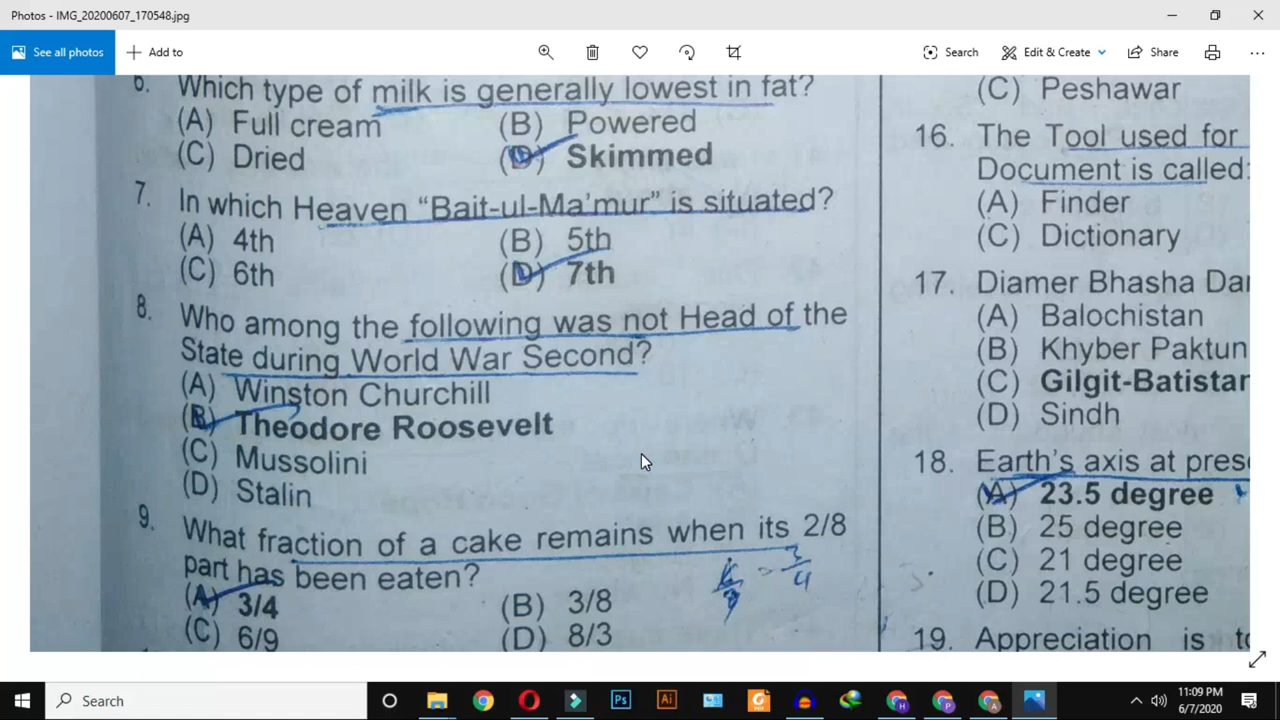 Photos - IMG_20200607_170548.jpg
See all photos
Add to
Search
Edit & Create
Share
6. Which type of milk is generally lowest in fat?
(A) Full cream (B) Powered
(C) Dried (D) Skimmed
7. In which Heaven “Bait-ul-Ma’mur” is situated?
(A) 4th (B) 5th
(C) 6th (D) 7th
8. Who among the following was not Head of the
State during World War Second?
(A) Winston Churchill
(B) Theodore Roosevelt
(C) Mussolini
(D) Stalin
9. What fraction of a cake remains when its 2/8
part has been eaten?
(A) 3/4 (B) 3/8
(C) 6/9 (D) 8/3
= 3/4
(C) Peshawar
16. The Tool used for
Document is called:
(A) Finder
(C) Dictionary
17. Diamer Bhasha Da
(A) Balochistan
(B) Khyber Paktun
(C) Gilgit-Batistan
(D) Sindh
18. Earth's axis at prese
(A) 23.5 degree
(B) 25 degree
(C) 21 degree
(D) 21.5 degree
19. Appreciation is to
Search
11:09 PM
6/7/2020